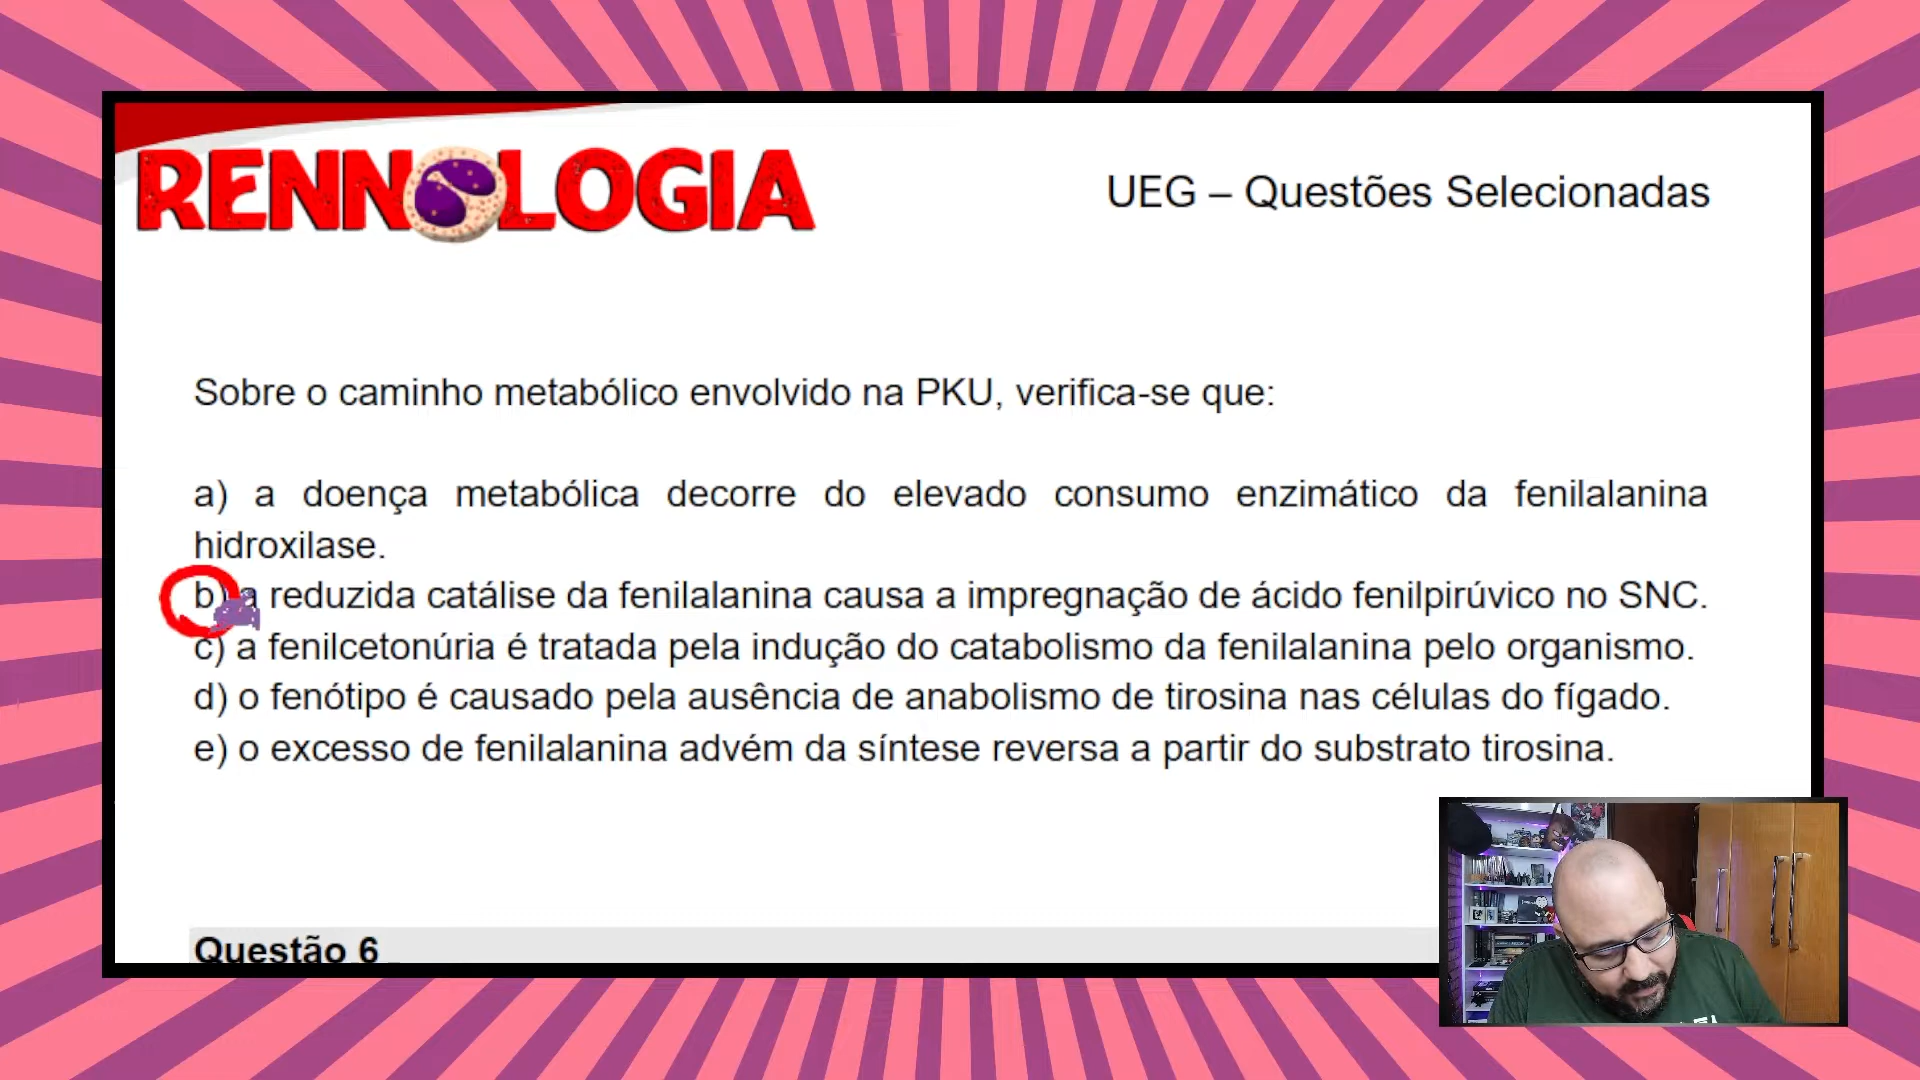 RENNOLOGIA
UEG – Questões Selecionadas
Sobre o caminho metabólico envolvido na PKU, verifica-se que:
a) a doença metabólica decorre do elevado consumo enzimático da fenilalanina
hidroxilase.
b) a reduzida catálise da fenilalanina causa a impregnação de ácido fenilpirúvico no SNC.
c) a fenilcetonúria é tratada pela indução do catabolismo da fenilalanina pelo organismo.
d) o fenótipo é causado pela ausência de anabolismo de tirosina nas células do fígado.
e) o excesso de fenilalanina advém da síntese reversa a partir do substrato tirosina.
Questão 6